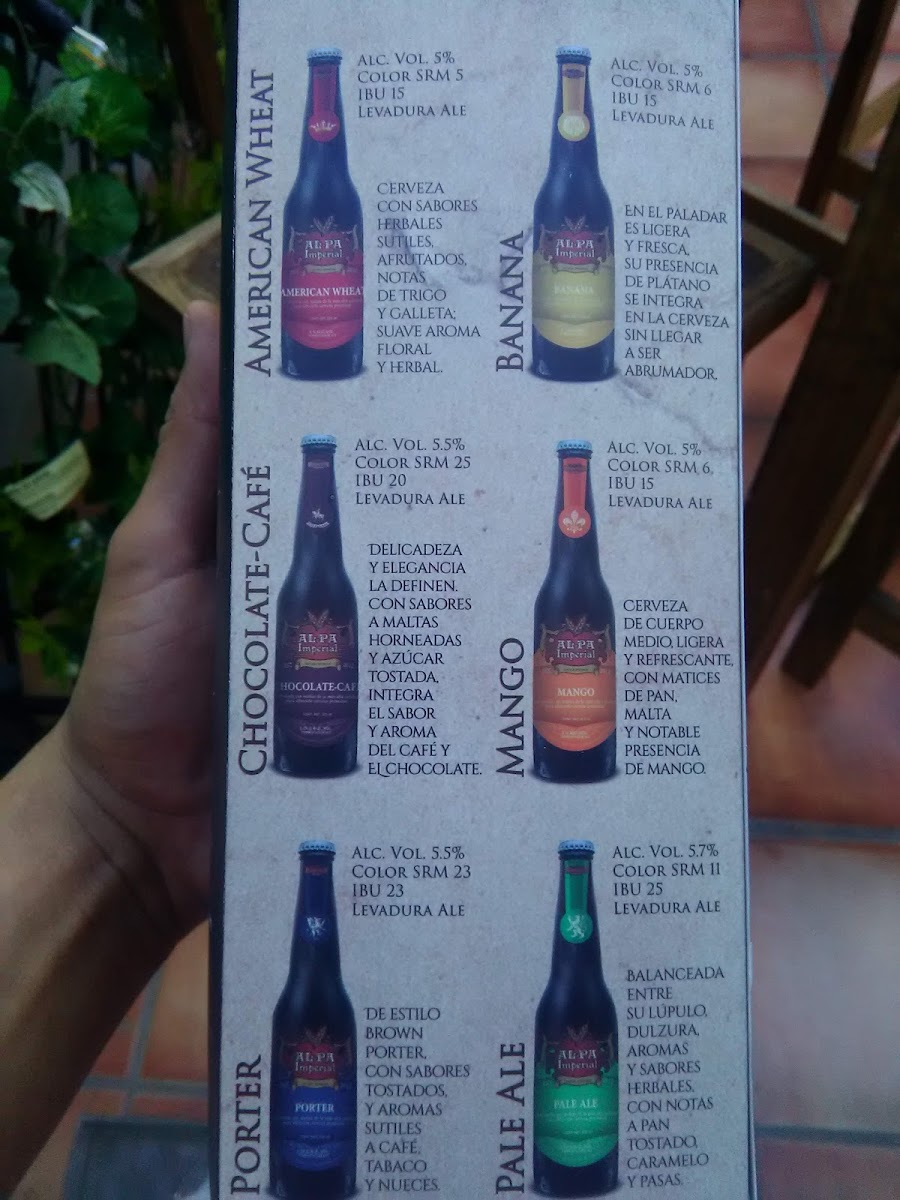 AMERICAN WHEAT
ALC. VOL. 5%
COLOR SRM 5
IBU 15
LEVADURA ALE
CERVEZA
CON SABORES
HERBALES
SUTILES,
AFRUTADOS,
NOTAS
DE TRIGO
Y GALLETA;
SUAVE AROMA
FLORAL
Y HERBAL.
ALPA
Imperial
AMERICAN WHEAT
BANANA
ALC. VOL. 5%
COLOR SRM 6
IBU 15
LEVADURA ALE
EN EL PALADAR
ES LIGERA
Y FRESCA,
SU PRESENCIA
DE PLÁTANO
SE INTEGRA
EN LA CERVEZA
SIN LLEGAR
A SER
ABRUMADOR.
ALPA
Imperial
BANANA
CHOCOLATE-CAFÉ
ALC. VOL. 5.5%
COLOR SRM 25
IBU 20
LEVADURA ALE
DELICADEZA
Y ELEGANCIA
LA DEFINEN.
CON SABORES
A MALTAS
HORNEADAS
Y AZÚCAR
TOSTADA,
INTEGRA
EL SABOR
Y AROMA
DEL CAFÉ Y
EL CHOCOLATE.
ALPA
Imperial
CHOCOLATE-CAF
MANGO
ALC. VOL. 5%
COLOR SRM 6,
IBU 15
LEVADURA ALE
CERVEZA
DE CUERPO
MEDIO, LIGERA
Y REFRESCANTE,
CON MATICES
DE PAN,
MALTA
Y NOTABLE
PRESENCIA
DE MANGO.
ALPA
Imperial
MANGO
PORTER
ALC. VOL. 5.5%
COLOR SRM 23
IBU 23
LEVADURA ALE
DE ESTILO
BROWN
PORTER,
CON SABORES
TOSTADOS,
Y AROMAS
SUTILES
A CAFÉ,
TABACO
Y NUECES.
ALPA
Imperial
PORTER
PALE ALE
ALC. VOL. 5.7%
COLOR SRM 11
IBU 25
LEVADURA ALE
BALANCEADA
ENTRE
SU LÚPULO,
DULZURA,
AROMAS
Y SABORES
HERBALES,
CON NOTAS
A PAN
TOSTADO,
CARAMELO
Y PASAS.
ALPA
Imperial
PALE ALE